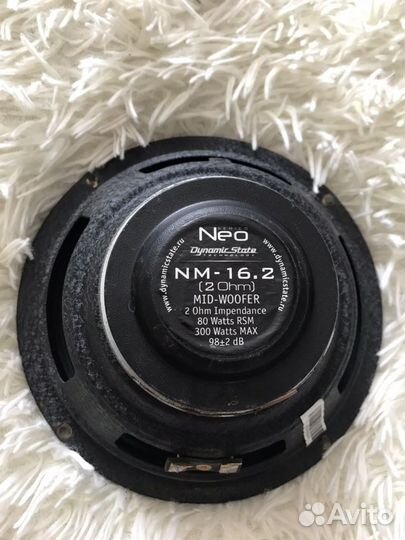 SERIES
Neo
Dynamic State
TECHNOLOGY
NM-16.2
(2 Ohm)
MID-WOOFER
2 Ohm Impendance
80 Watts RSM
300 Watts MAX
98±2 dB
www.dynamicstate.ru
www.dynamicstate.ru
Avito